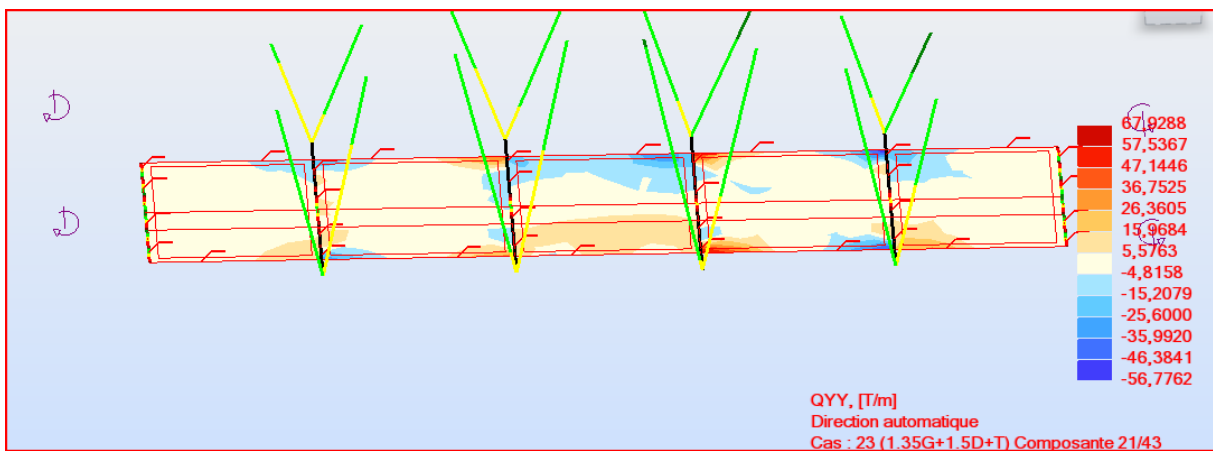 D
67,9288
57,5367
47,1446
36,7525
26,3605
D
15,9684
5,5763
-4,8158
-15,2079
-25,6000
-35,9920
-46,3841
-56,7762
QYY, [T/m]
Direction automatique
Cas : 23 (1.35G+1.5D+T) Composante 21/43